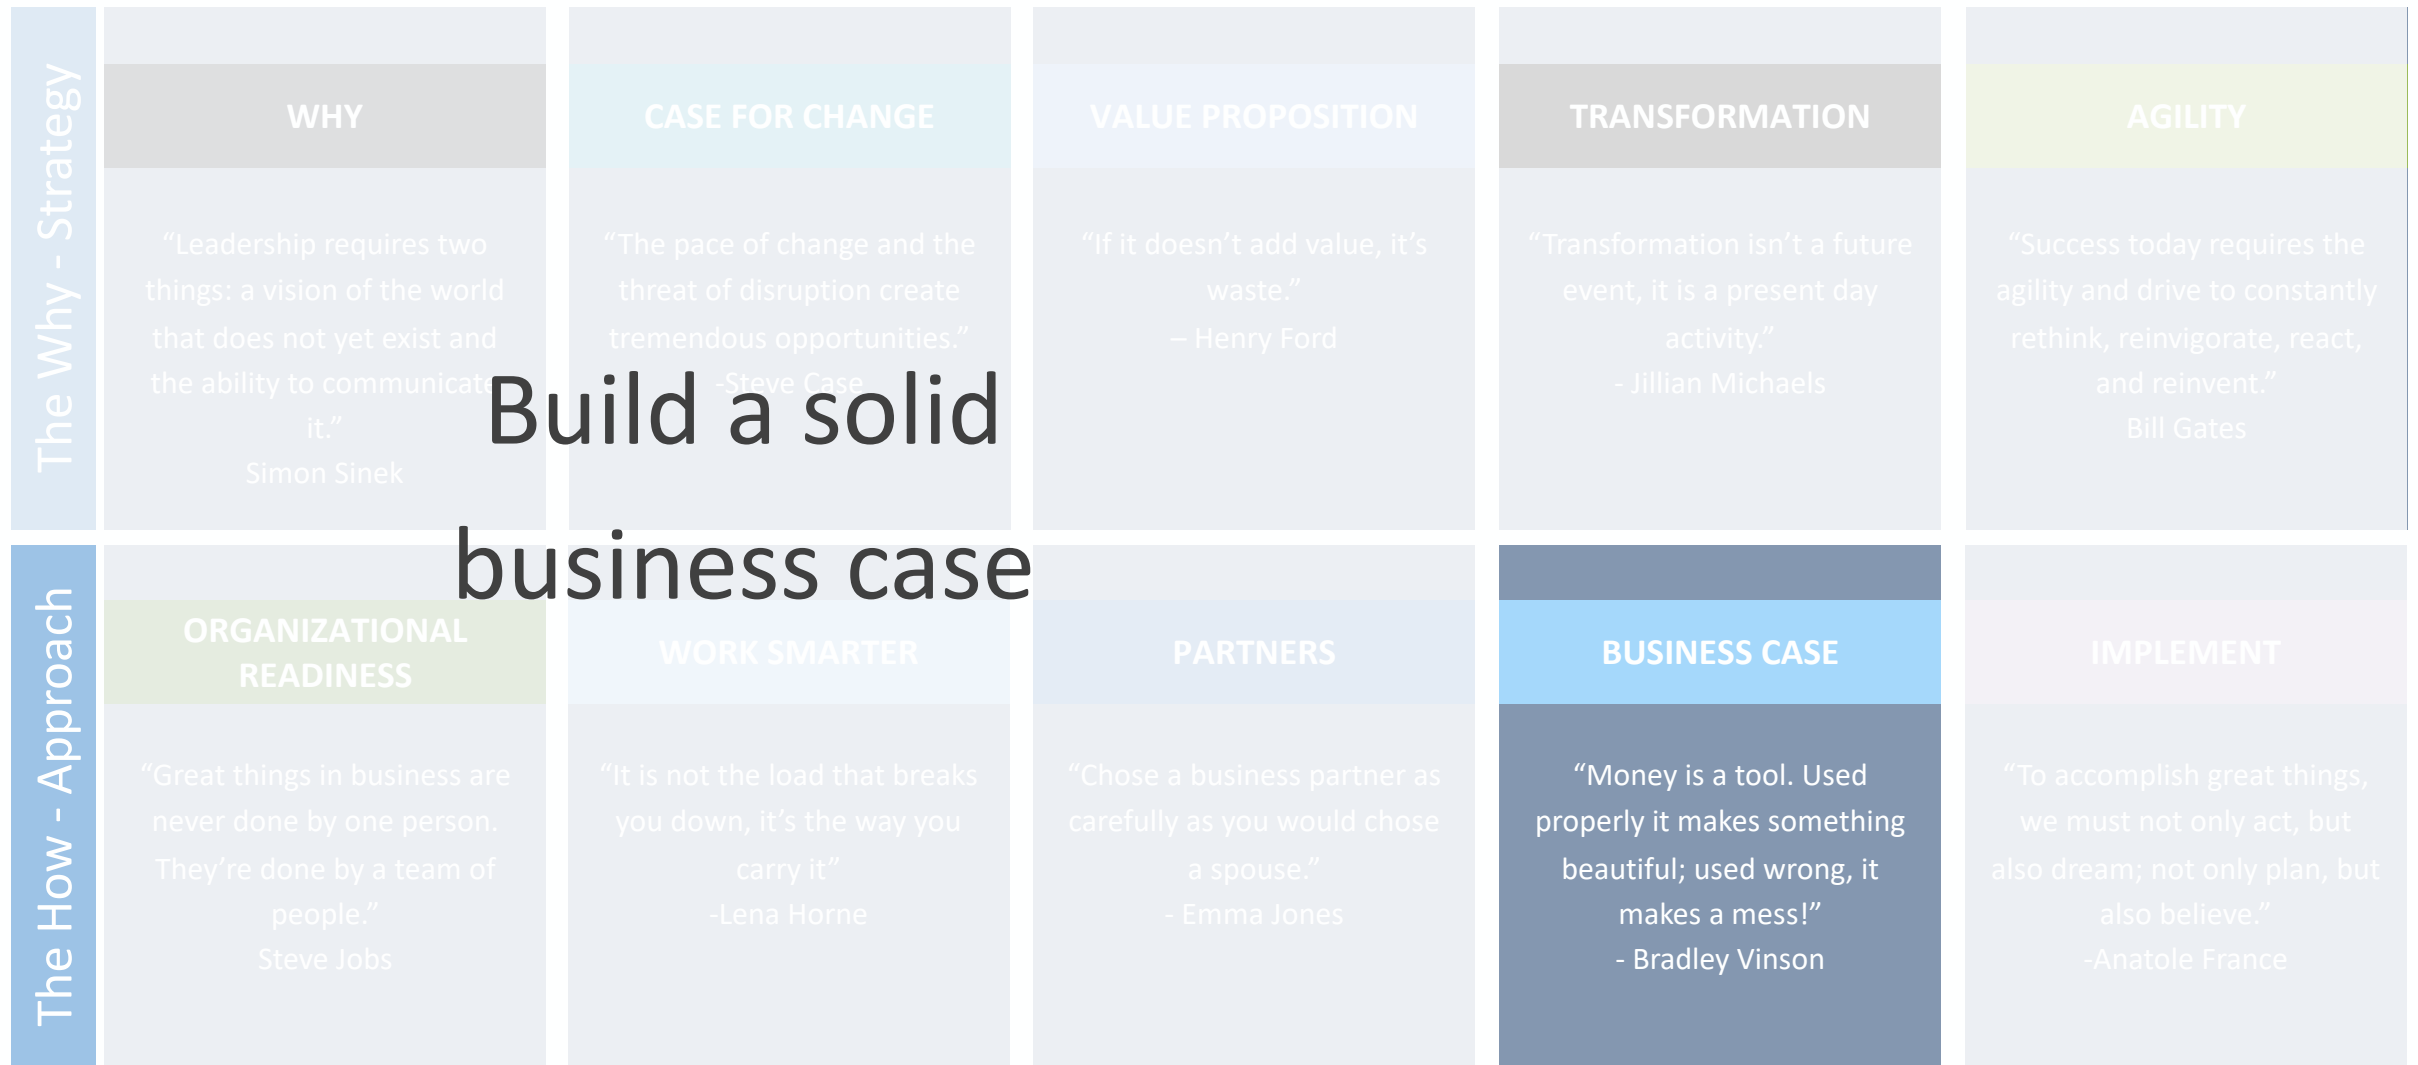 The Why - Strategy
WHY
“Leadership requires two
things: a vision of the world
that does not yet exist and
the ability to communicate
it.”
Simon Sinek
CASE FOR CHANGE
“The pace of change and the
threat of disruption create
tremendous opportunities.”
-Steve Case
VALUE PROPOSITION
“If it doesn’t add value, it’s
waste.”
– Henry Ford
TRANSFORMATION
“Transformation isn’t a future
event, it is a present day
activity.”
- Jillian Michaels
AGILITY
“Success today requires the
agility and drive to constantly
rethink, reinvigorate, react,
and reinvent.”
Bill Gates
Build a solid
business case
The How - Approach
ORGANIZATIONAL
READINESS
“Great things in business are
never done by one person.
They’re done by a team of
people.”
Steve Jobs
WORK SMARTER
“It is not the load that breaks
you down, it’s the way you
carry it”
-Lena Horne
PARTNERS
“Chose a business partner as
carefully as you would chose
a spouse.”
- Emma Jones
BUSINESS CASE
“Money is a tool. Used
properly it makes something
beautiful; used wrong, it
makes a mess!”
- Bradley Vinson
IMPLEMENT
“To accomplish great things,
we must not only act, but
also dream; not only plan, but
also believe.”
-Anatole France